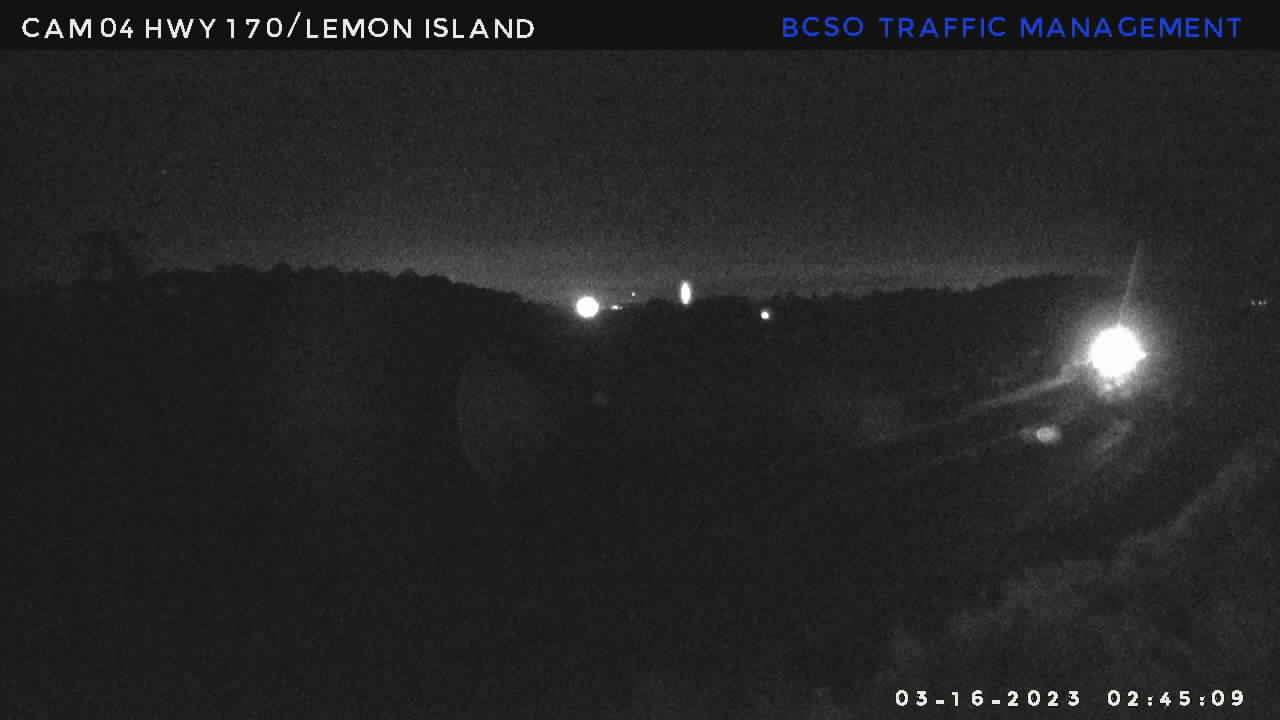 CAM 04 HWY 170/LEMON ISLAND
BCSO TRAFFIC MANAGEMENT
03-16-2023 02:45:09